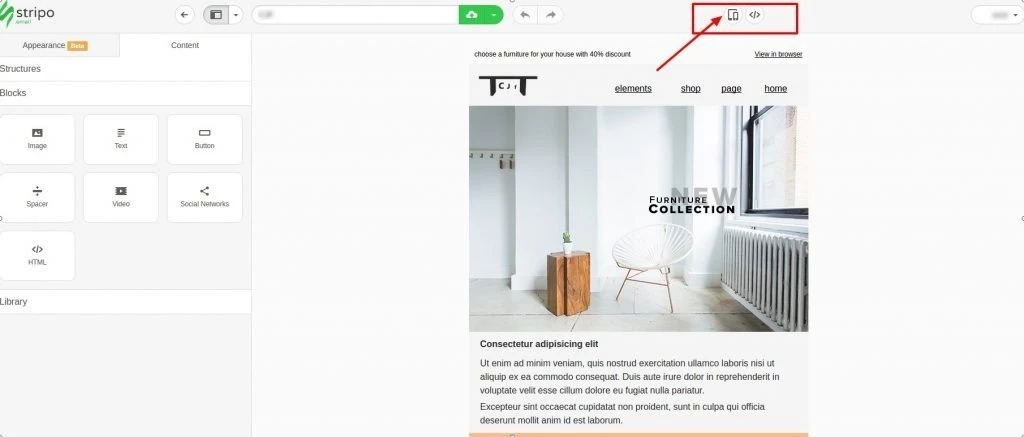 stripo
email
Appearance Beta
Content
Structures
Blocks
Image
Text
Button
Spacer
Video
Social Networks
HTML
Library
choose a furniture for your house with 40% discount
View in browser
elements
shop
page
home
NEW
FURNITURE
COLLECTION
Consectetur adipisicing elit
Ut enim ad minim veniam, quis nostrud exercitation ullamco laboris nisi ut
aliquip ex ea commodo consequat. Duis aute irure dolor in reprehenderit in
voluptate velit esse cillum dolore eu fugiat nulla pariatur.
Excepteur sint occaecat cupidatat non proident, sunt in culpa qui officia
deserunt mollit anim id est laborum.